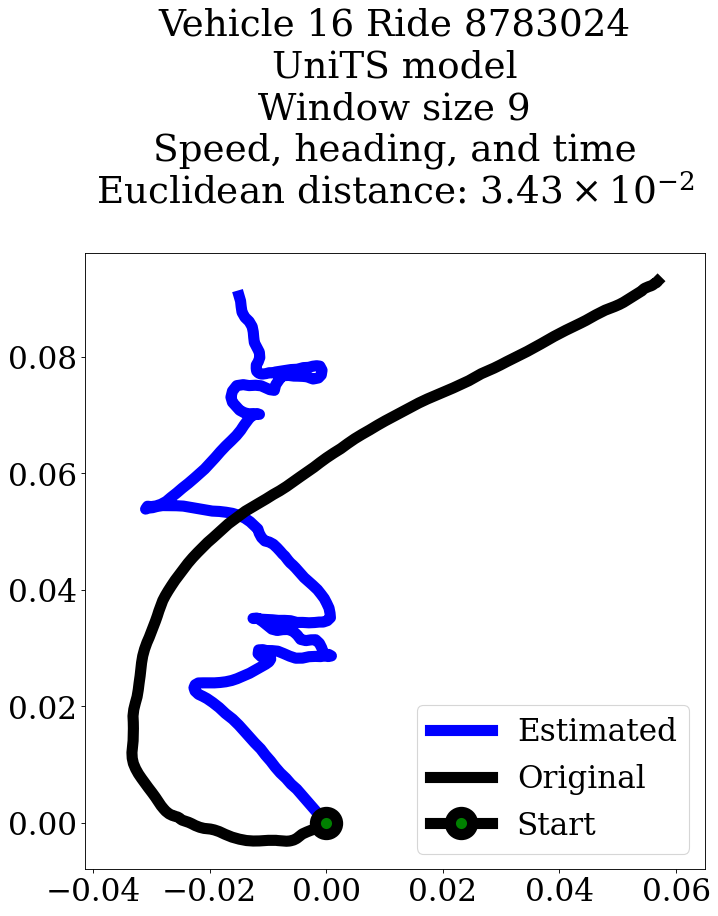 Vehicle 16 Ride 8783024
UniTS model
Window size 9
Speed, heading, and time
Euclidean distance: $3.43 \times 10^{-2}$
0.08
0.06
0.04
0.02
0.00
−0.04 −0.02 0.00 0.02 0.04 0.06
Estimated
Original
Start